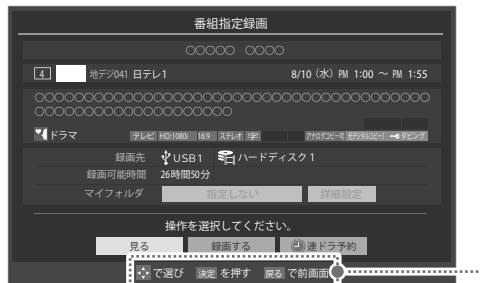 番組指定録画
○○○○○ ○○○○
4 地デジ041 日テレ1 8/10 (水) PM 1:00 ～ PM 1:55
○○○○○○○○○○○○○○○○○○○○○○○○○○○○○○○○○○○○○○○
○○○○○○○○○○○○○○○○○○○
ドラマ テレビ HD:1080i 16:9 ステレオ 字 アナログコピー可 ダビング
録画先 USB1 ハードディスク1
録画可能時間 26時間50分
マイフォルダ 指定しない 詳細設定
操作を選択してください。
見る 録画する 連ドラ予約
で選び 決定 を押す 戻る で前画面